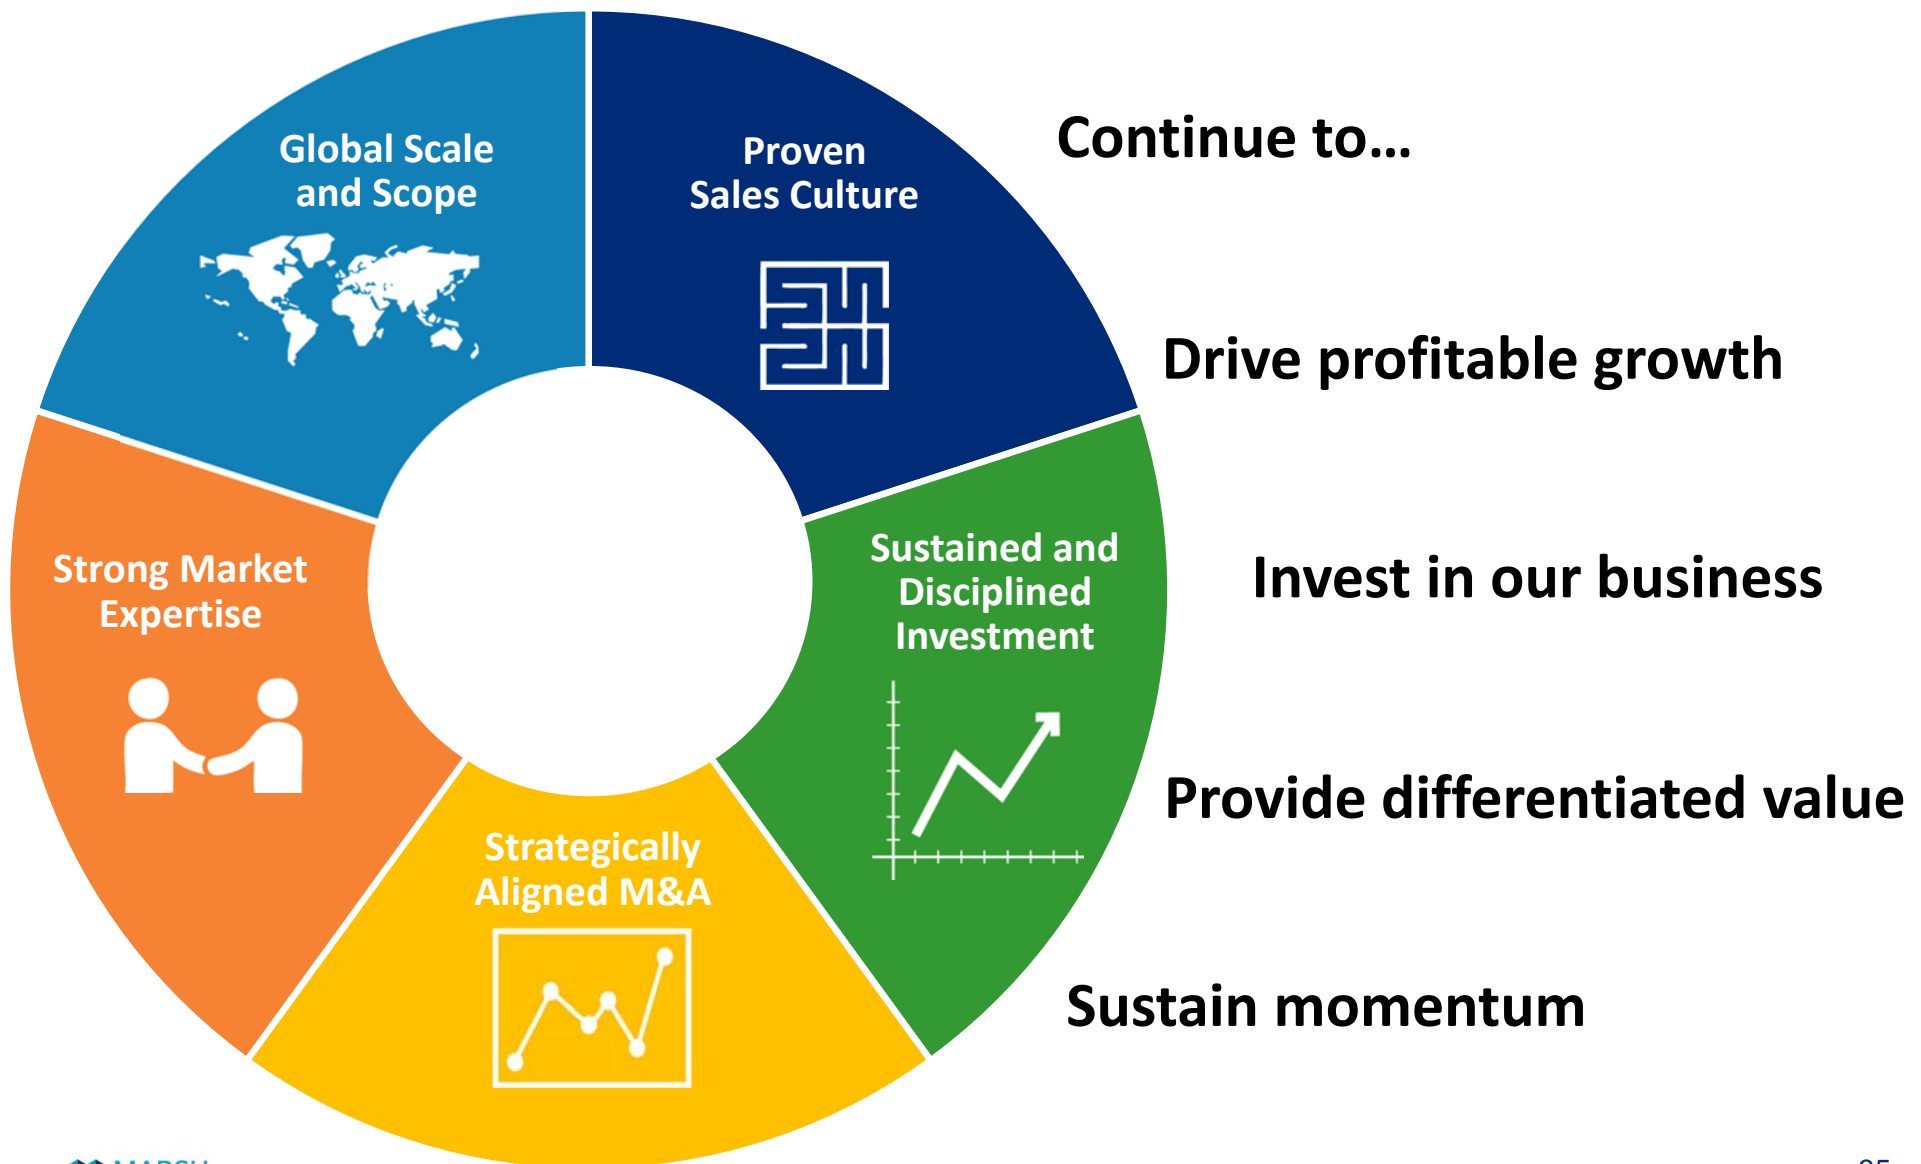 Global Scale
and Scope
Proven
Sales Culture
Continue to…
Drive profitable growth
Strong Market
Expertise
Sustained and
Disciplined
Investment
Invest in our business
Provide differentiated value
Strategically
Aligned M&A
Sustain momentum
MARSH